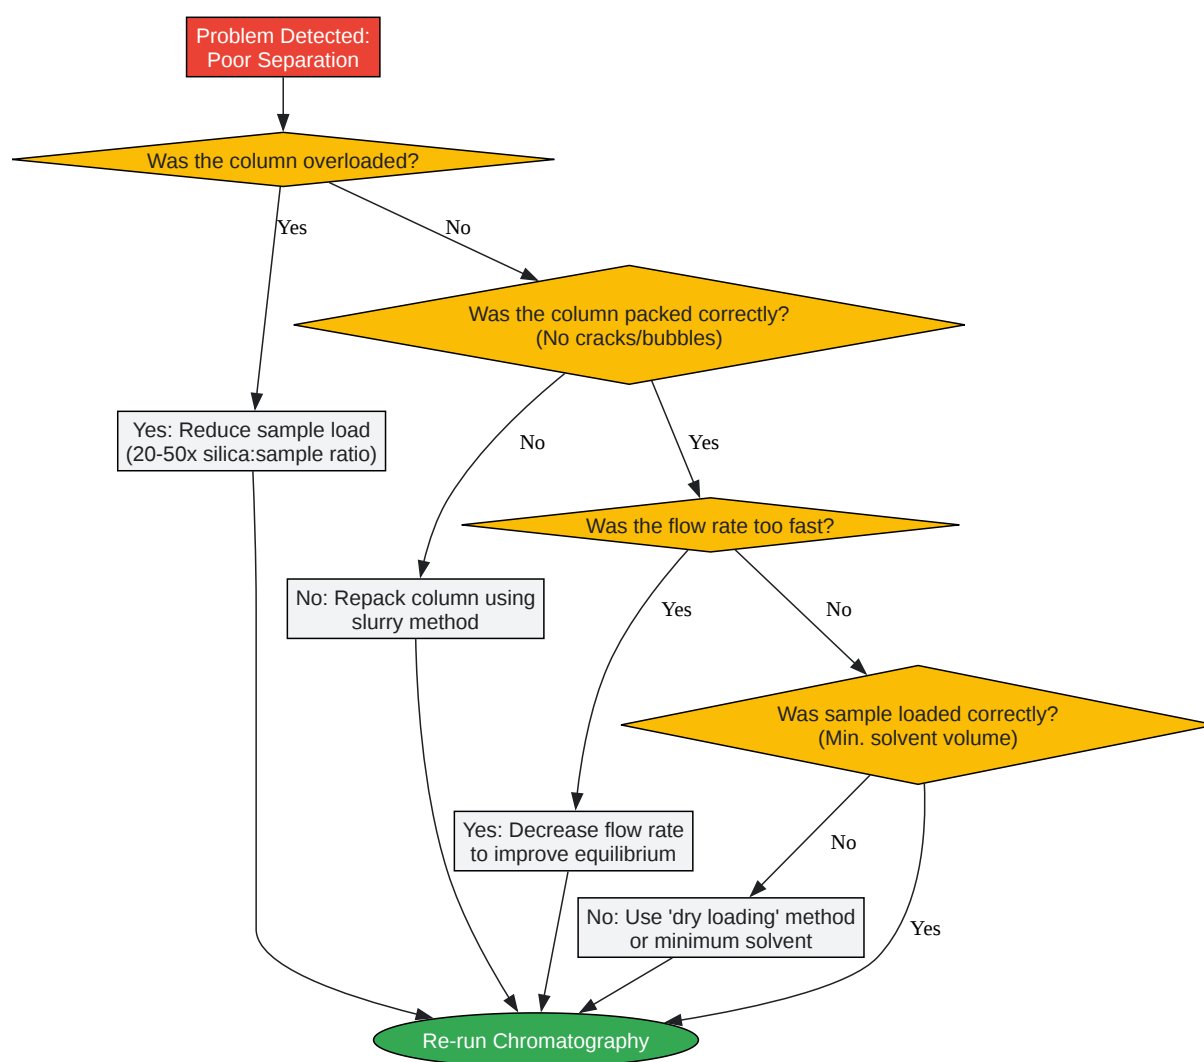 Problem Detected:
Poor Separation
Was the column overloaded?
Yes
No
Was the column packed correctly?
(No cracks/bubbles)
Yes: Reduce sample load
(20-50x silica:sample ratio)
No
Yes
Was the flow rate too fast?
No: Repack column using
slurry method
Yes
No
Was sample loaded correctly?
(Min. solvent volume)
Yes: Decrease flow rate
to improve equilibrium
No
No: Use 'dry loading' method
or minimum solvent
Yes
Re-run Chromatography